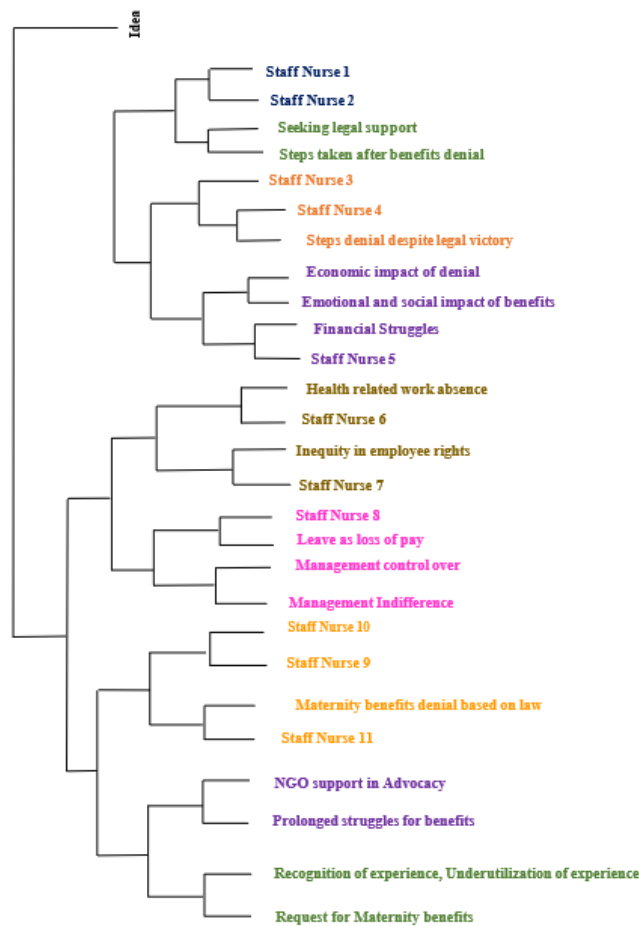 Idea
Staff Nurse 1
Staff Nurse 2
Seeking legal support
Steps taken after benefits denial
Staff Nurse 3
Staff Nurse 4
Steps denial despite legal victory
Economic impact of denial
Emotional and social impact of benefits
Financial Struggles
Staff Nurse 5
Health related work absence
Staff Nurse 6
Inequity in employee rights
Staff Nurse 7
Staff Nurse 8
Leave as loss of pay
Management control over
Management Indifference
Staff Nurse 10
Staff Nurse 9
Maternity benefits denial based on law
Staff Nurse 11
NGO support in Advocacy
Prolonged struggles for benefits
Recognition of experience, Underutilization of experience
Request for Maternity benefits